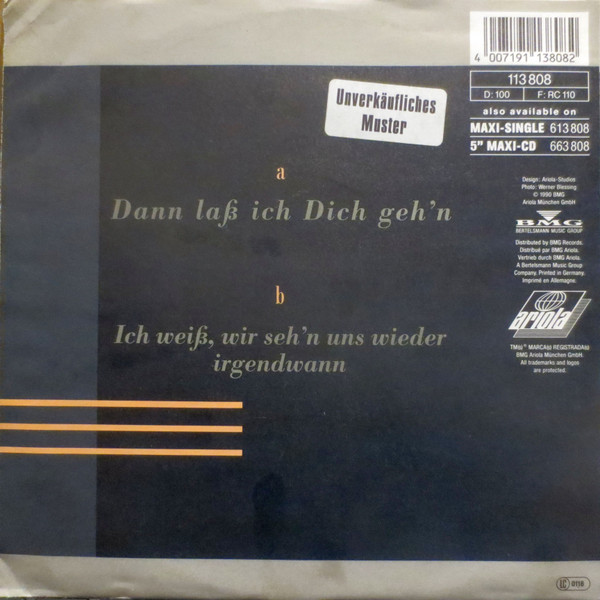 4 007191 138082
113 808
D: 100 F: RC 110
also available on
MAXI-SINGLE 613 808
5" MAXI-CD 663 808
Unverkäufliches
Muster
a
Dann laß ich Dich geh'n
b
Ich weiß, wir seh'n uns wieder
irgendwann
Design: Ariola-Studios
Photo: Werner Blessing
© 1990 BMG
Ariola München GmbH
BMG
BERTELSMANN MUSIC GROUP
Distributed by BMG Records.
Distribué par BMG Ariola.
Vertrieb durch BMG Ariola.
A Bertelsmann Music Group
Company. Printed in Germany.
Imprimé en Allemagne.
ariola
BMG Ariola München GmbH.
All trademarks and logos
are protected.
LC 0116